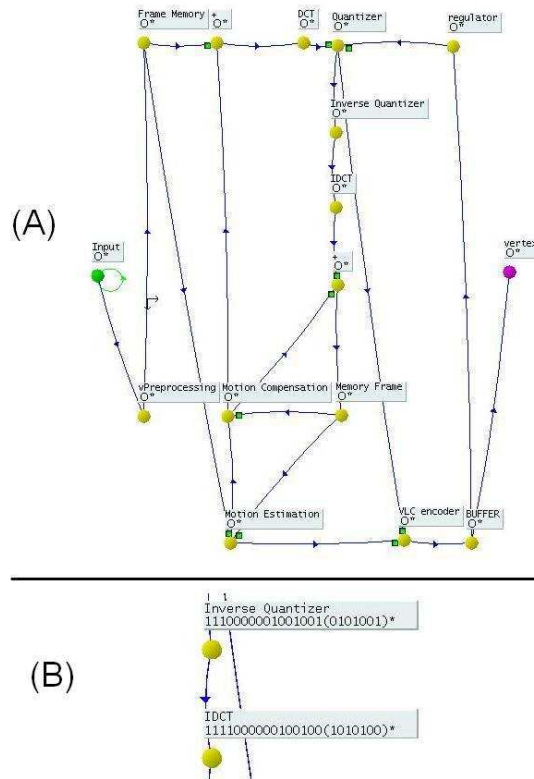 Frame Memory
O*
+
O*
DCT
O*
Quantizer
O*
regulator
O*
Inverse Quantizer
O*
IDCT
O*
(A)
Input
O*
+
O*
vertex
O*
vPreprocessing
O*
Motion Compensation
O*
Memory Frame
O*
Motion Estimation
O*
VLC encoder
O*
BUFFER
O*
(B)
Inverse Quantizer
1110000001001001(0101001)*
IDCT
1111000000100100(1010100)*